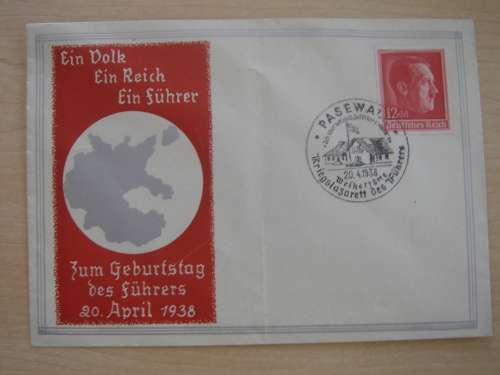 Ein Volk
Ein Reich
Ein Führer
Zum Geburtstag
des Führers
20. April 1938
12
Deutsches Reich
PASEWALK
20.4.1938
Weihestätte
Kriegslazarett des Führers